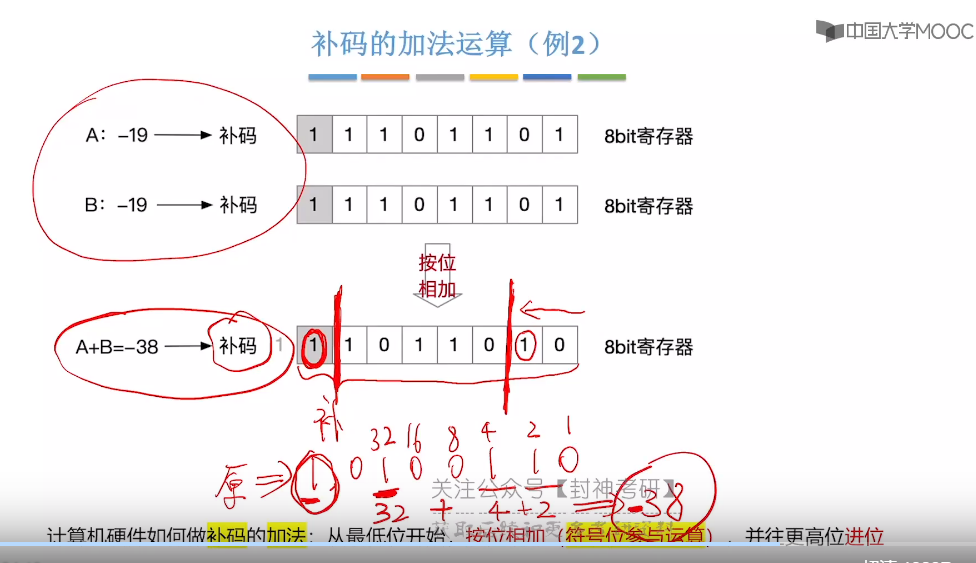 中国大学MOOC
补码的加法运算（例2）
A：−19 补码 1 1 1 0 1 1 0 1 8bit寄存器
B：−19 补码 1 1 1 0 1 1 0 1 8bit寄存器
按位
相加
A+B=−38 补码 1 1 1 0 1 1 0 1 0 8bit寄存器
补
32 16 8 4 2 1
原 ⇒ 1 0 1 0 0 1 1 0
关注公众号【封神考研】
32 + 4+2 ⇒ -38
计算机硬件如何做补码的加法：从最低位开始，按位相加（符号位参与运算），并往更高位进位